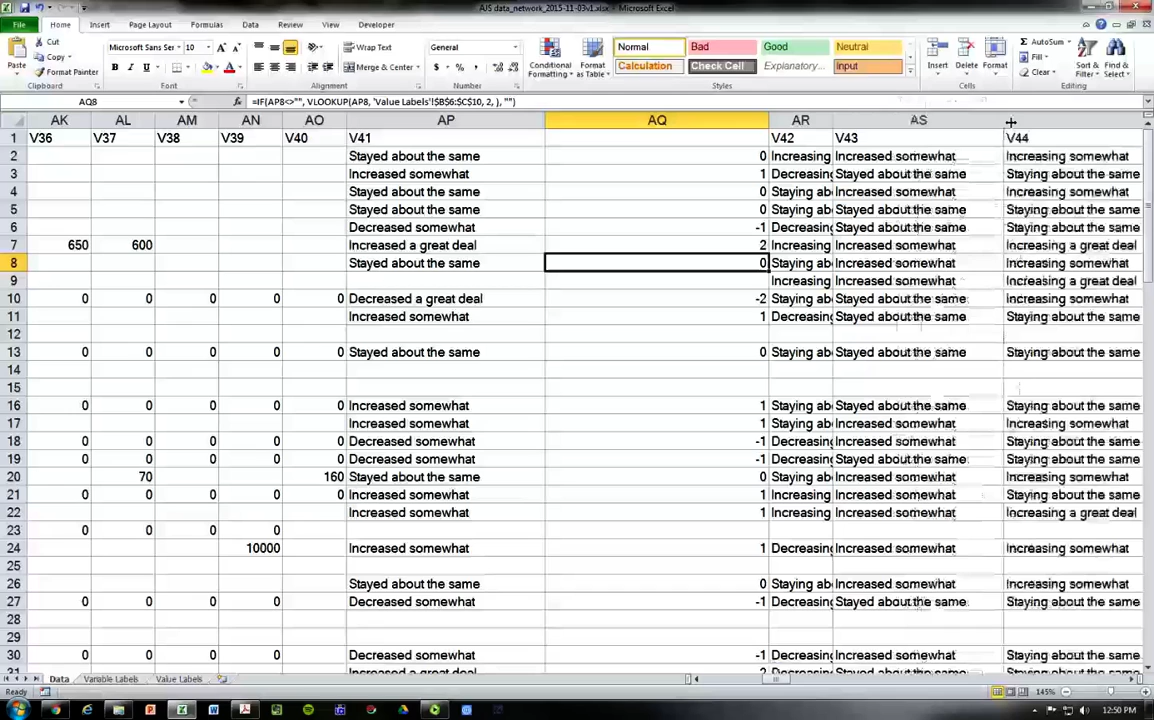 AJS data_network_2015-11-03v1.xlsx - Microsoft Excel
File Home Insert Page Layout Formulas Data Review View Developer
Cut Copy Format Painter Paste Clipboard
Microsoft Sans Ser 10 Font
Wrap Text Merge & Center Alignment
General Number
Conditional Formatting Format as Table
Normal Bad Good Neutral
Calculation Check Cell Explanatory... input
Styles
Insert Delete Format Cells
AutoSum Fill Clear Sort & Filter Find & Select Editing
AQ8 fx =IF(AP8<>"", VLOOKUP(AP8, 'Value Labels'!$B$6:$C$10, 2, ), "")
AK AL AM AN AO AP AQ AR AS
1 V36 V37 V38 V39 V40 V41 V42 V43 V44
2 Stayed about the same 0 Increasing Increased somewhat Increasing somewhat
3 Increased somewhat 1 Decreasing Stayed about the same Staying about the same
4 Stayed about the same 0 Staying ab Increased somewhat Increased somewhat
5 Stayed about the same 0 Staying ab Stayed about the same Staying about the same
6 Decreased somewhat -1 Decreasing Stayed about the same Staying about the same
7 650 600 Increased a great deal 2 Increasing Increased somewhat Increasing a great deal
8 Stayed about the same 0 Staying ab Increased somewhat Increasing somewhat
9 Increasing Increased somewhat Increasing a great deal
10 0 0 0 0 0 Decreased a great deal -2 Staying ab Stayed about the same Increasing somewhat
11 Increased somewhat 1 Decreasing Stayed about the same Staying about the same
12
13 0 0 0 0 0 Stayed about the same 0 Staying ab Stayed about the same Staying about the same
14
15
16 0 0 0 0 0 Increased somewhat 1 Staying ab Stayed about the same Staying about the same
17 Increased somewhat 1 Staying ab Stayed about the same Increasing somewhat
18 0 0 0 0 0 Decreased somewhat -1 Decreasing Stayed about the same Staying about the same
19 0 0 0 0 0 Decreased somewhat -1 Decreasing Stayed about the same Staying about the same
20 70 160 Stayed about the same 0 Staying ab Increased somewhat Increasing somewhat
21 0 0 0 0 0 Increased somewhat 1 Increasing Increased somewhat Staying about the same
22 Increased somewhat 1 Increasing Increased somewhat Increasing a great deal
23 0 0 0 0
24 10000 Increased somewhat 1 Decreasing Increased somewhat Increasing somewhat
25
26 Stayed about the same 0 Staying ab Increased somewhat Increasing somewhat
27 0 0 0 0 Decreased somewhat -1 Decreasing Stayed about the same Staying about the same
28
29
30 0 0 0 0 0 Decreased somewhat -1 Decreasing Increased somewhat Staying about the same
31 Increased a great deal 2
Data Variable Labels Value Labels
Ready 145%
12:50 PM